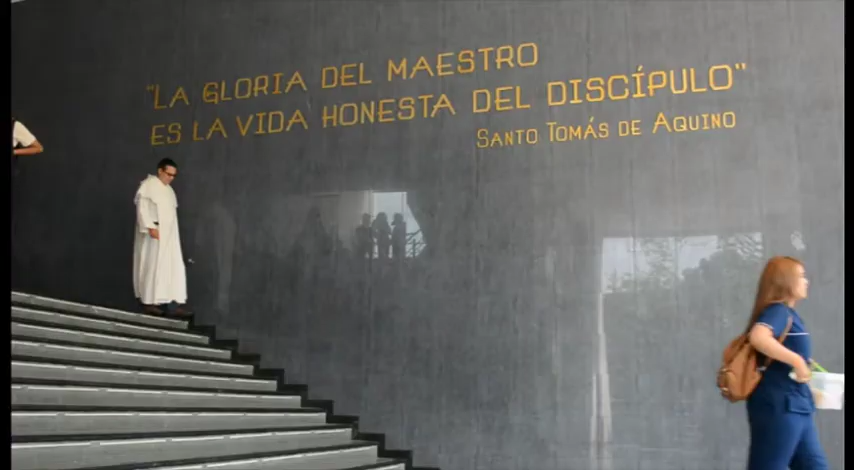 "LA GLORIA DEL MAESTRO
ES LA VIDA HONESTA DEL DISCÍPULO"
SANTO TOMÁS DE AQUINO